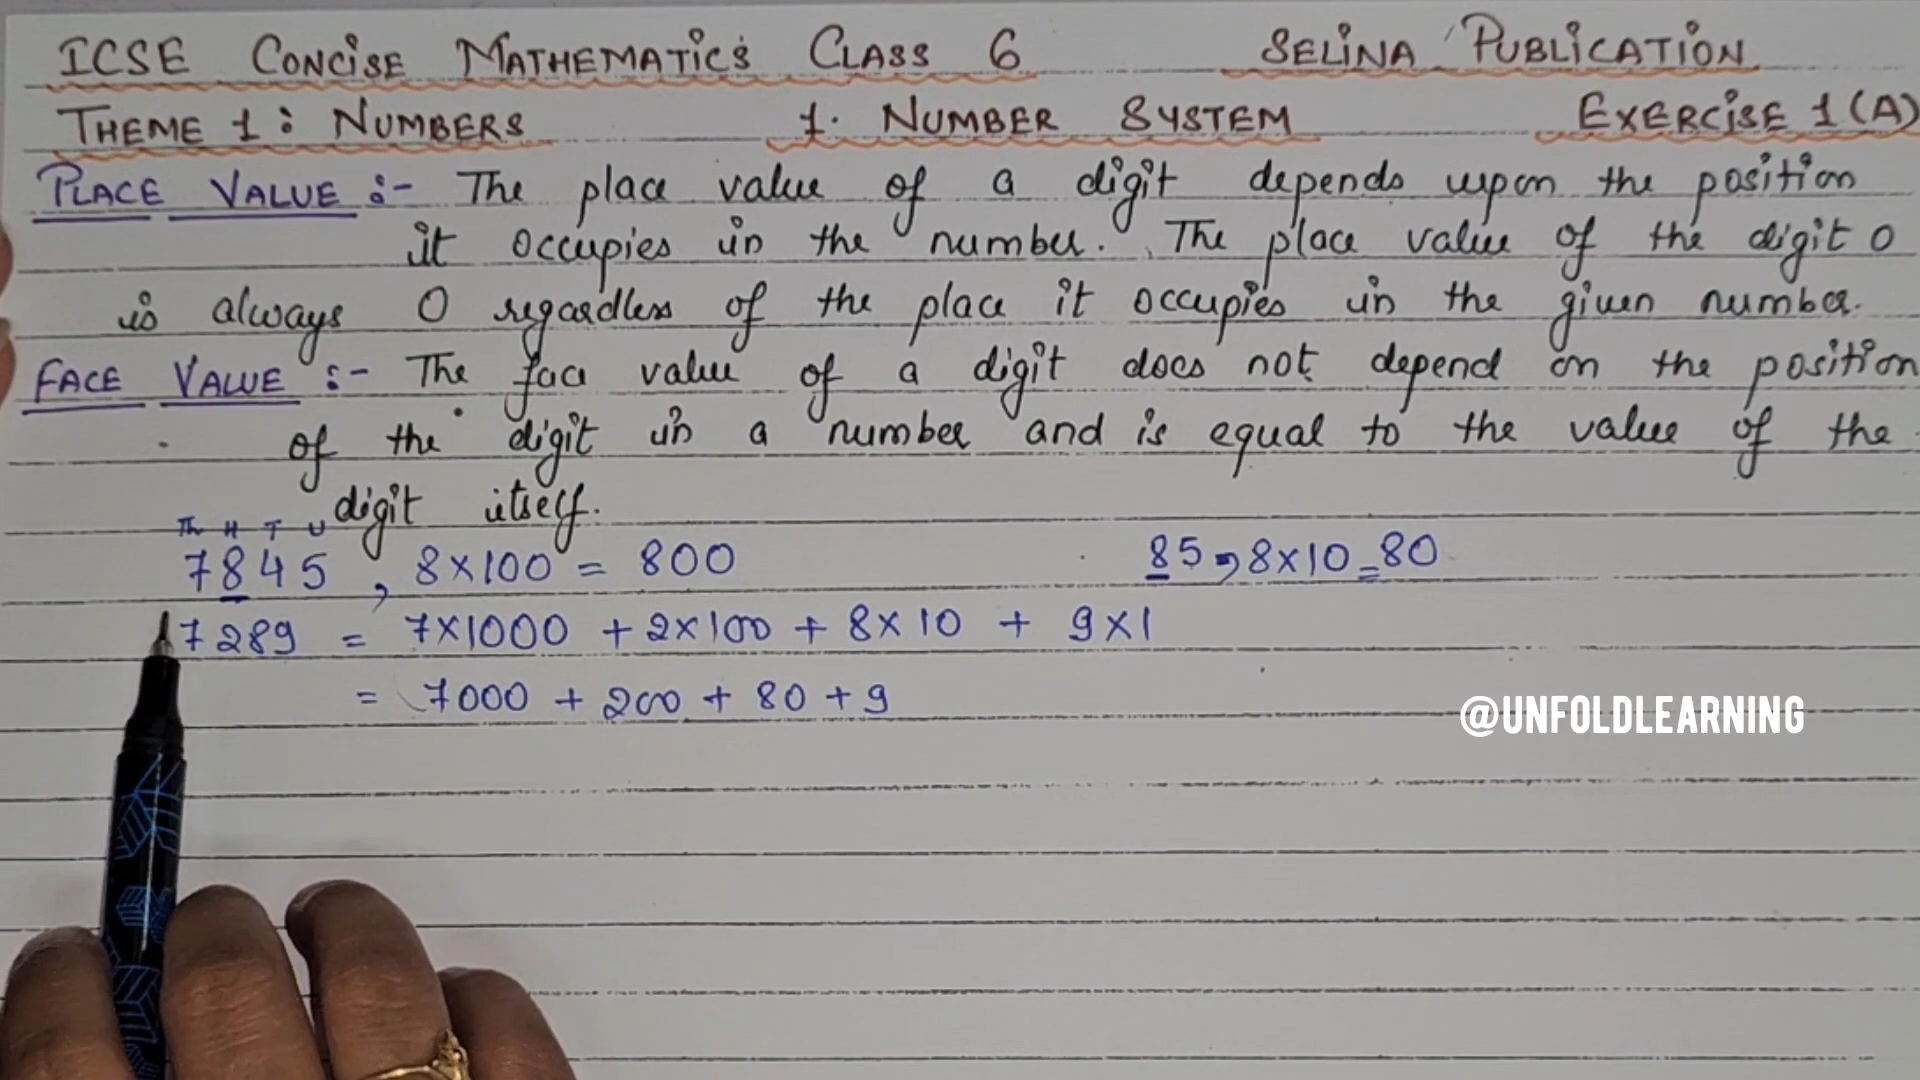 ICSE CONCISE MATHEMATICS CLASS 6 SELINA PUBLICATION
THEME 1 : NUMBERS 1. NUMBER SYSTEM EXERCISE 1(A)
PLACE VALUE :- The place value of a digit depends upon the position
it occupies in the number. The place value of the digit 0
is always 0 regardless of the place it occupies in the given number.
FACE VALUE :- The face value of a digit does not depend on the position
of the digit in a number and is equal to the value of the
digit itself.
Th H T U
7845 , 8×100 = 800 85 , 8×10 = 80
7289 = 7×1000 + 2×100 + 8×10 + 9×1
= 7000 + 200 + 80 + 9
@UNFOLDLEARNING